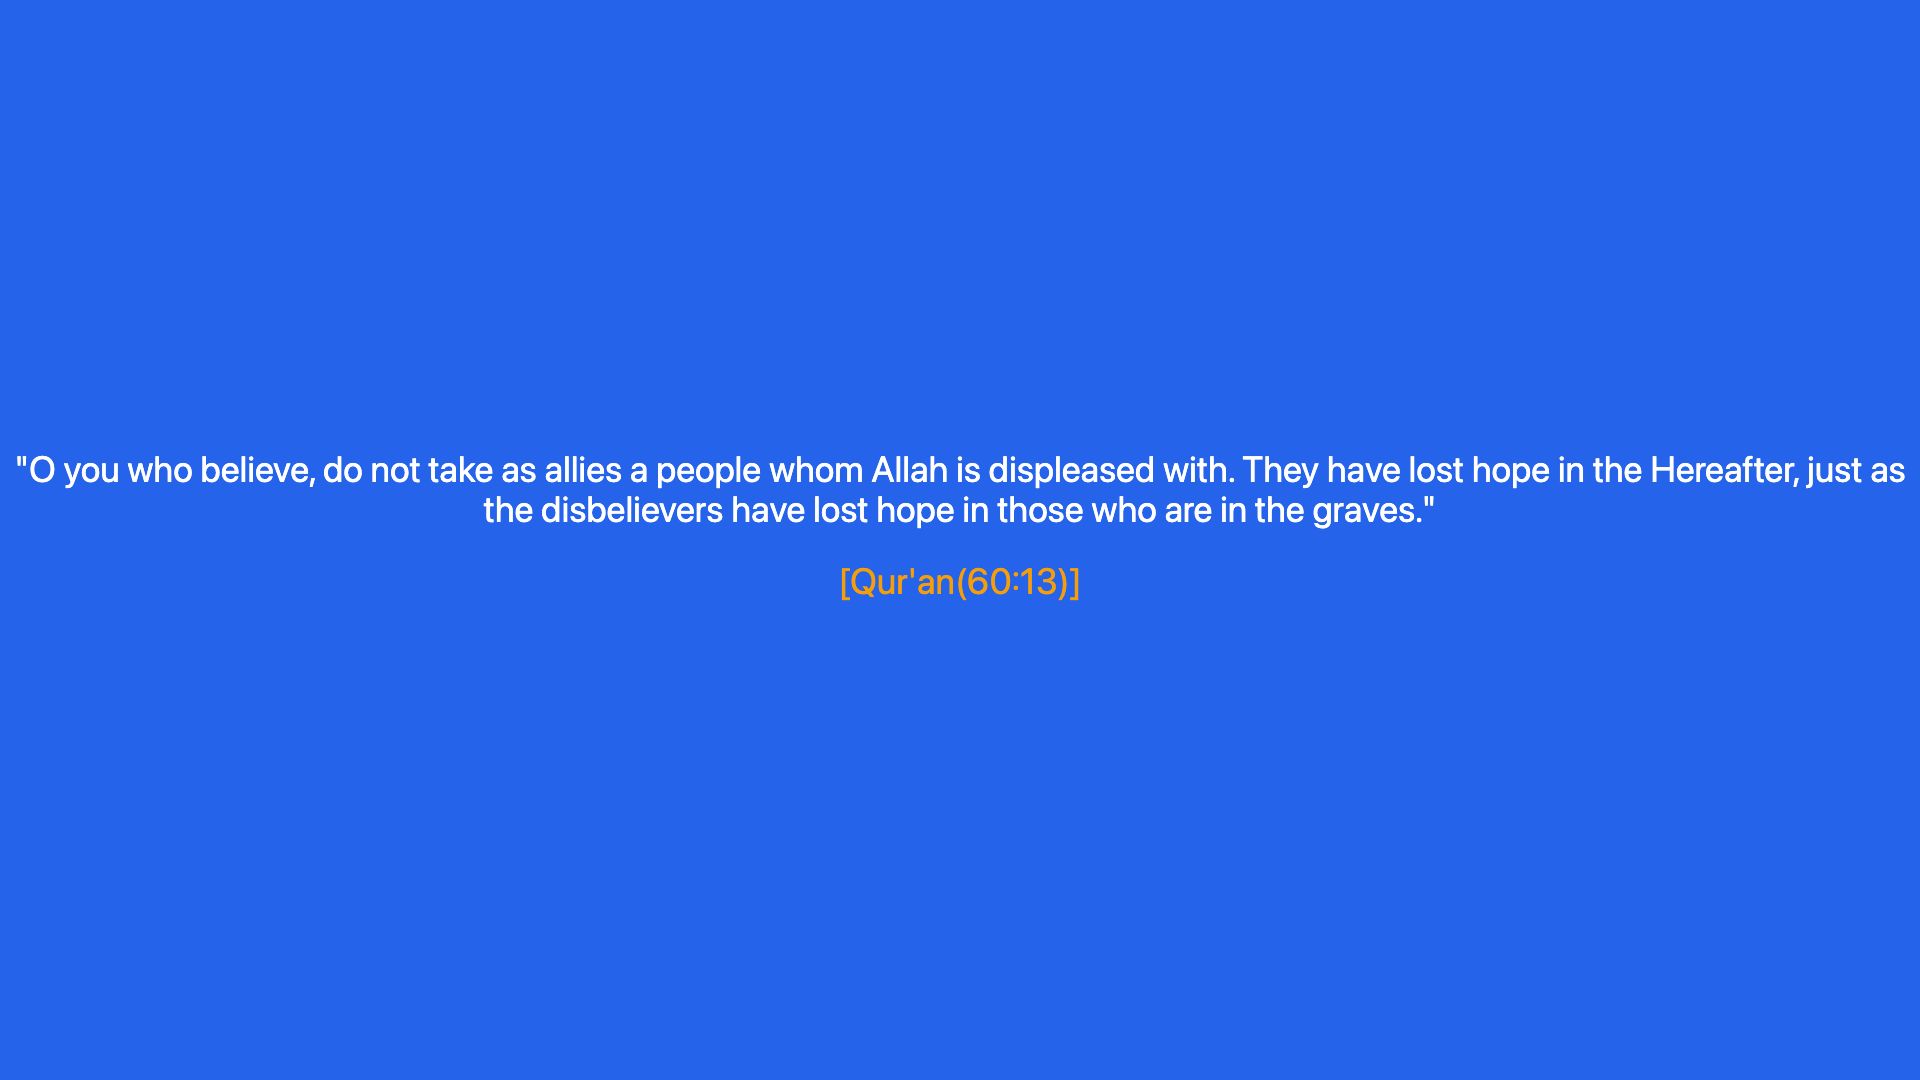 "O you who believe, do not take as allies a people whom Allah is displeased with. They have lost hope in the Hereafter, just as
the disbelievers have lost hope in those who are in the graves."
[Qur'an(60:13)]